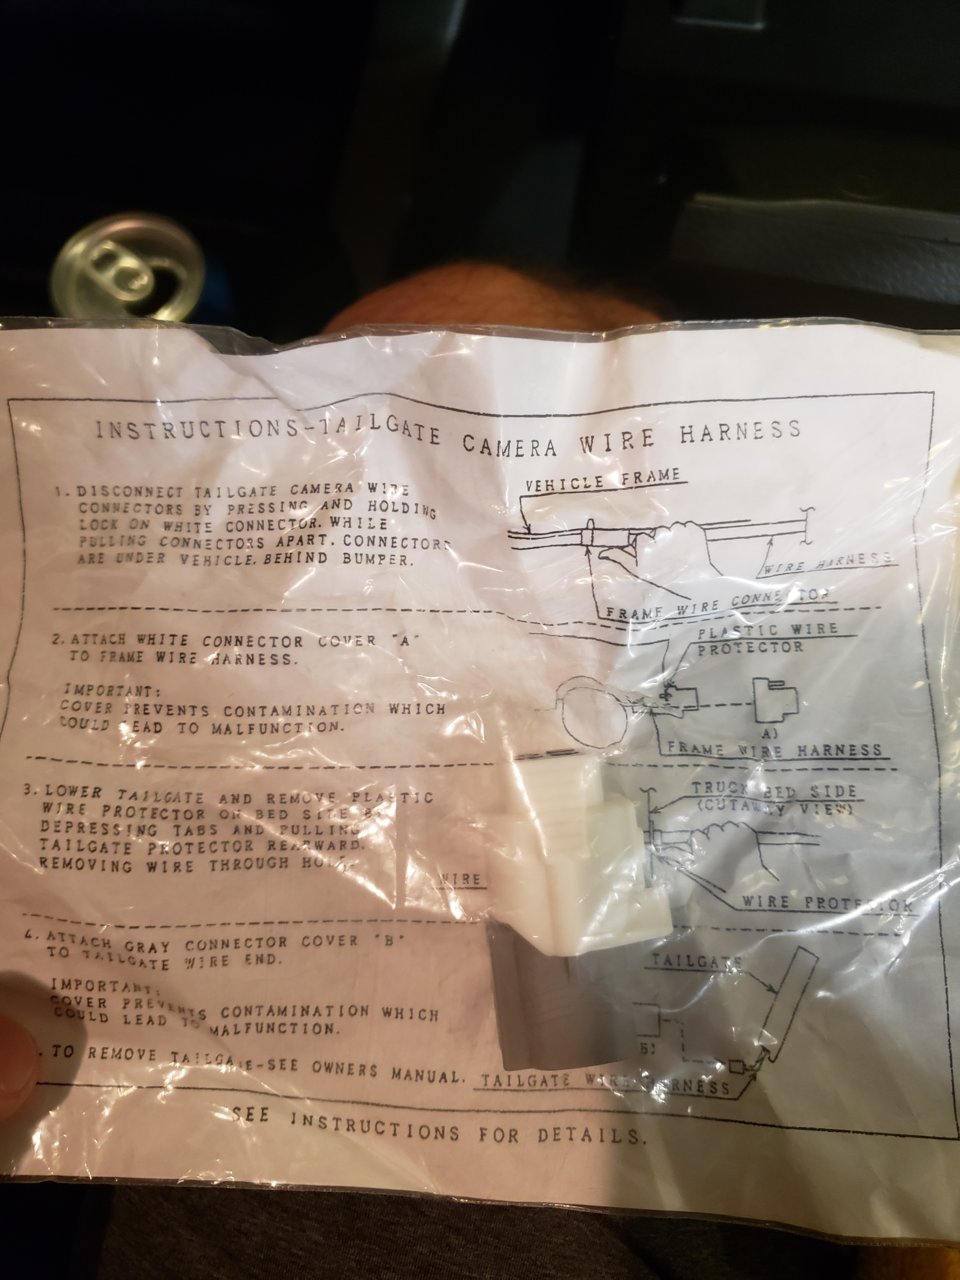 INSTRUCTIONS-TAILGATE CAMERA WIRE HARNESS
1. DISCONNECT TAILGATE CAMERA WIRE
CONNECTORS BY PRESSING AND HOLDING
LOCK ON WHITE CONNECTOR, WHILE
PULLING CONNECTORS APART. CONNECTORS
ARE UNDER VEHICLE, BEHIND BUMPER.
VEHICLE FRAME
WIRE HARNESS
FRAME WIRE CONNECTOR
2. ATTACH WHITE CONNECTOR COVER "A"
TO FRAME WIRE HARNESS.
IMPORTANT:
COVER PREVENTS CONTAMINATION WHICH
COULD LEAD TO MALFUNCTION.
PLASTIC WIRE
PROTECTOR
A)
FRAME WIRE HARNESS
3. LOWER TAILGATE AND REMOVE PLASTIC
WIRE PROTECTOR ON BED SIDE BY
DEPRESSING TABS AND PULLING
TAILGATE PROTECTOR REARWARD.
REMOVING WIRE THROUGH HOLE.
WIRE
TRUCK BED SIDE
(CUTAWAY VIEW)
WIRE PROTECTOR
4. ATTACH GRAY CONNECTOR COVER "B"
TO TAILGATE WIRE END.
IMPORTANT:
COVER PREVENTS CONTAMINATION WHICH
COULD LEAD TO MALFUNCTION.
TAILGATE
B)
. TO REMOVE TAILGATE-SEE OWNERS MANUAL.
TAILGATE WIRE HARNESS
SEE INSTRUCTIONS FOR DETAILS.